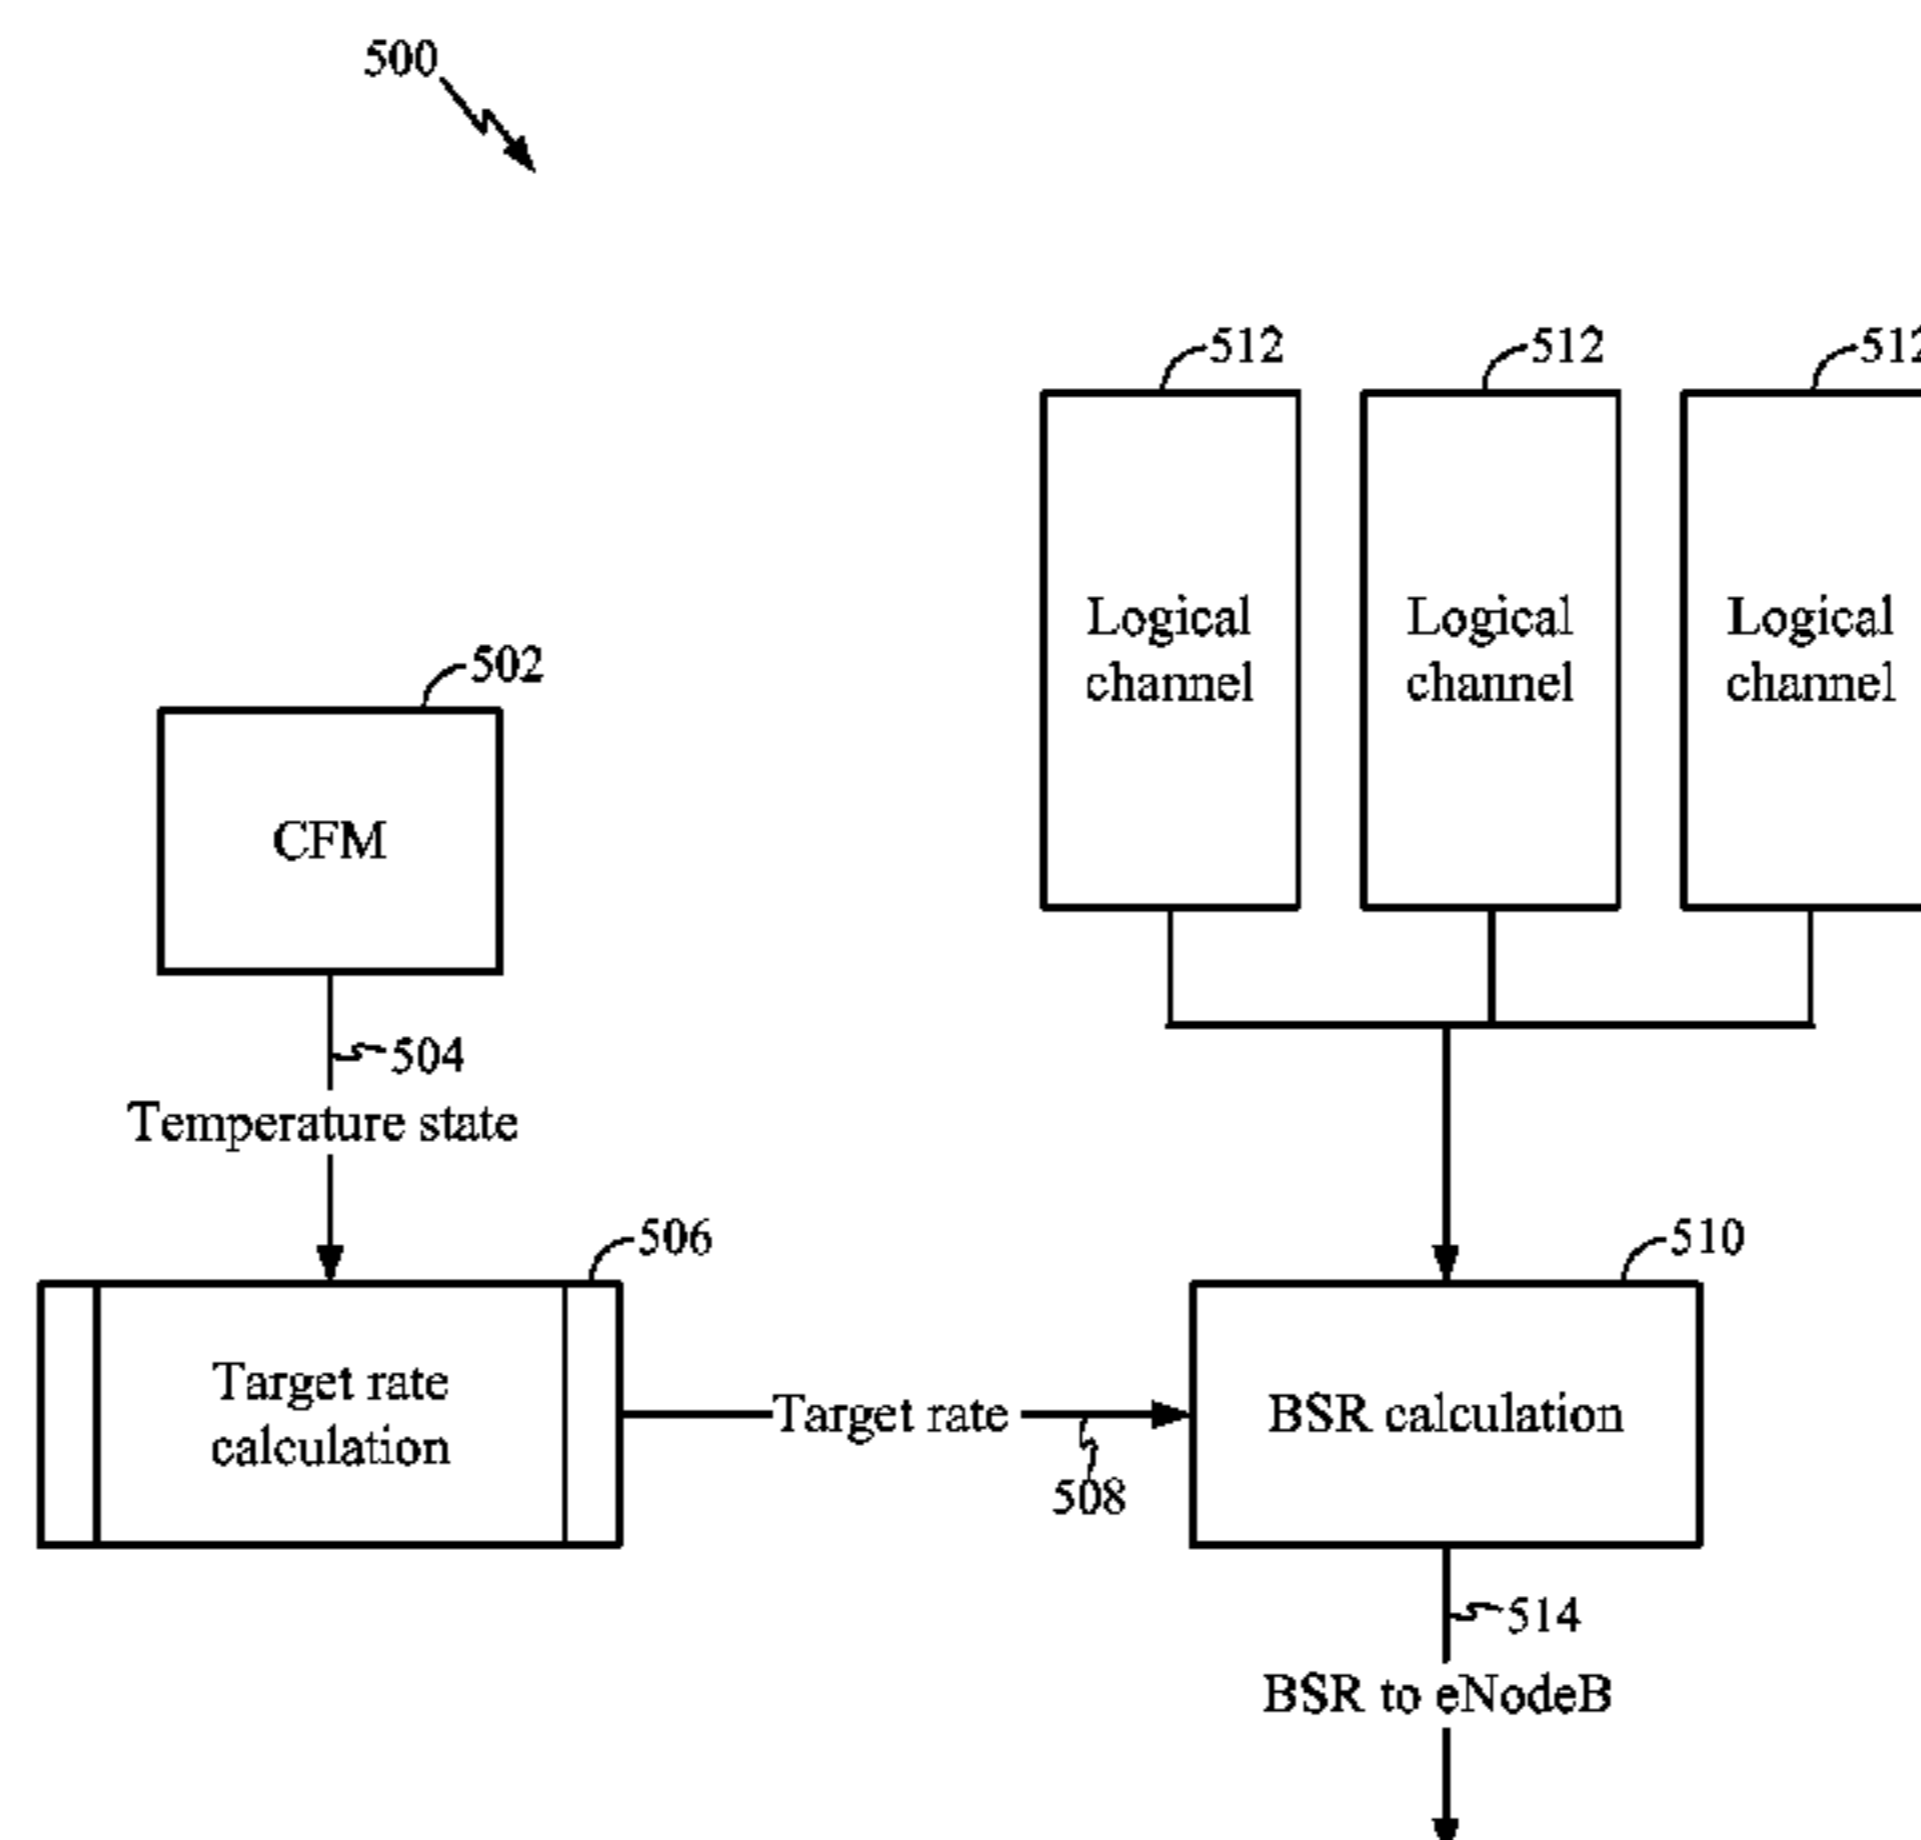 500
512
512
512
Logical
channel
Logical
channel
Logical
channel
502
CFM
504
Temperature state
506
510
Target rate
calculation
Target rate
BSR calculation
508
514
BSR to eNodeB